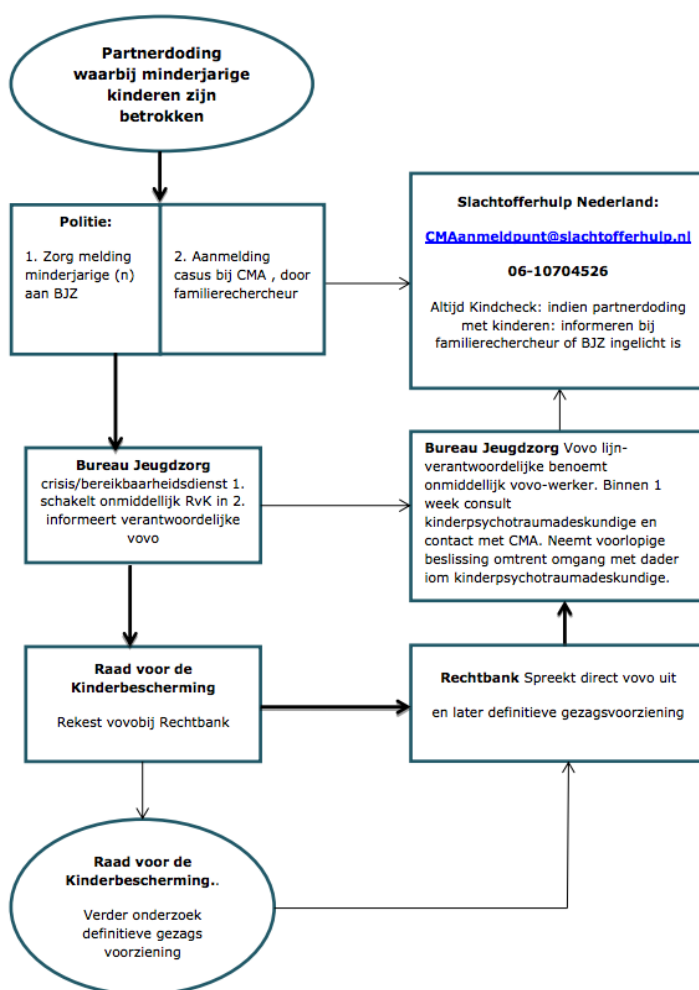 Partnerdoding
waarbij minderjarige
kinderen zijn
betrokken
Politie:
1. Zorg melding
minderjarige (n)
aan BJZ
2. Aanmelding
casus bij CMA , door
familierechercheur
Slachtofferhulp Nederland:
CMAanmeldpunt@slachtofferhulp.nl
06-10704526
Altijd Kindcheck: indien partnerdoding
met kinderen: informeren bij
familierechercheur of BJZ ingelicht is
Bureau Jeugdzorg
crisis/bereikbaarheidsdienst 1.
schakelt onmiddellijk RvK in 2.
informeert verantwoordelijke
vovo
Bureau Jeugdzorg Vovo lijn-
verantwoordelijke benoemt
onmiddellijk vovo-werker. Binnen 1
week consult
kinderpsychotraumadeskundige en
contact met CMA. Neemt voorlopige
beslissing omtrent omgang met dader
iom kinderpsychotraumadeskundige.
Raad voor de
Kinderbescherming
Rekest vovobij Rechtbank
Rechtbank Spreekt direct vovo uit
en later definitieve gezagsvoorziening
Raad voor de
Kinderbescherming..
Verder onderzoek
definitieve gezags
voorziening